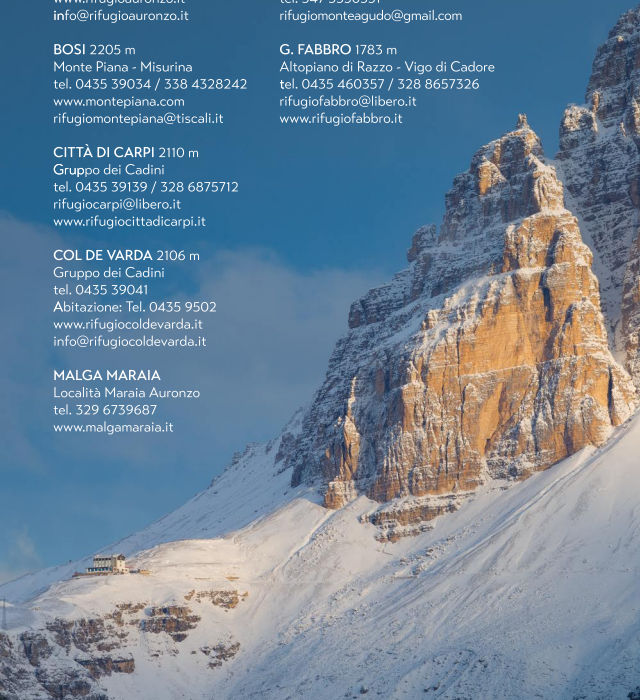 info@rifugioauronzo.it
BOSI 2205 m
Monte Piana - Misurina
tel. 0435 39034 / 338 4328242
www.montepiana.com
rifugiomontepiana@tiscali.it
CITTÀ DI CARPI 2110 m
Gruppo dei Cadini
tel. 0435 39139 / 328 6875712
rifugiocarpi@libero.it
www.rifugiocittadicarpi.it
COL DE VARDA 2106 m
Gruppo dei Cadini
tel. 0435 39041
Abitazione: Tel. 0435 9502
www.rifugiocoldevarda.it
info@rifugiocoldevarda.it
MALGA MARAIA
Località Maraia Auronzo
tel. 329 6739687
www.malgamaraia.it
rifugiomonteagudo@gmail.com
G. FABBRO 1783 m
Altopiano di Razzo - Vigo di Cadore
tel. 0435 460357 / 328 8657326
rifugiofabbro@libero.it
www.rifugiofabbro.it